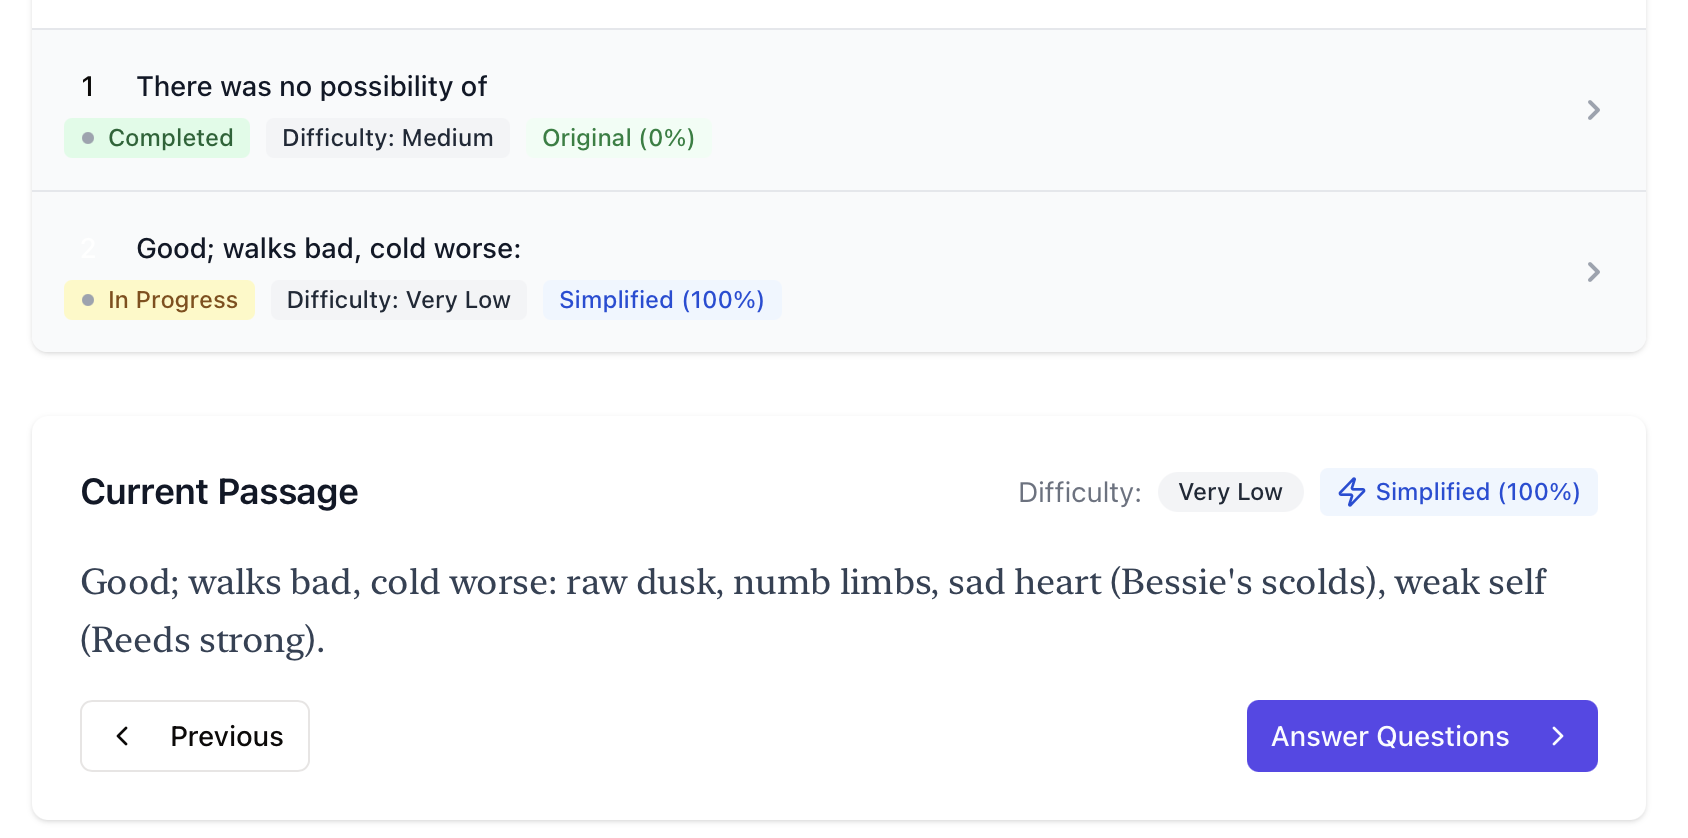 1 There was no possibility of
Completed Difficulty: Medium Original (0%)
2 Good; walks bad, cold worse:
In Progress Difficulty: Very Low Simplified (100%)
Current Passage Difficulty: Very Low Simplified (100%)
Good; walks bad, cold worse: raw dusk, numb limbs, sad heart (Bessie's scolds), weak self
(Reeds strong).
Previous Answer Questions